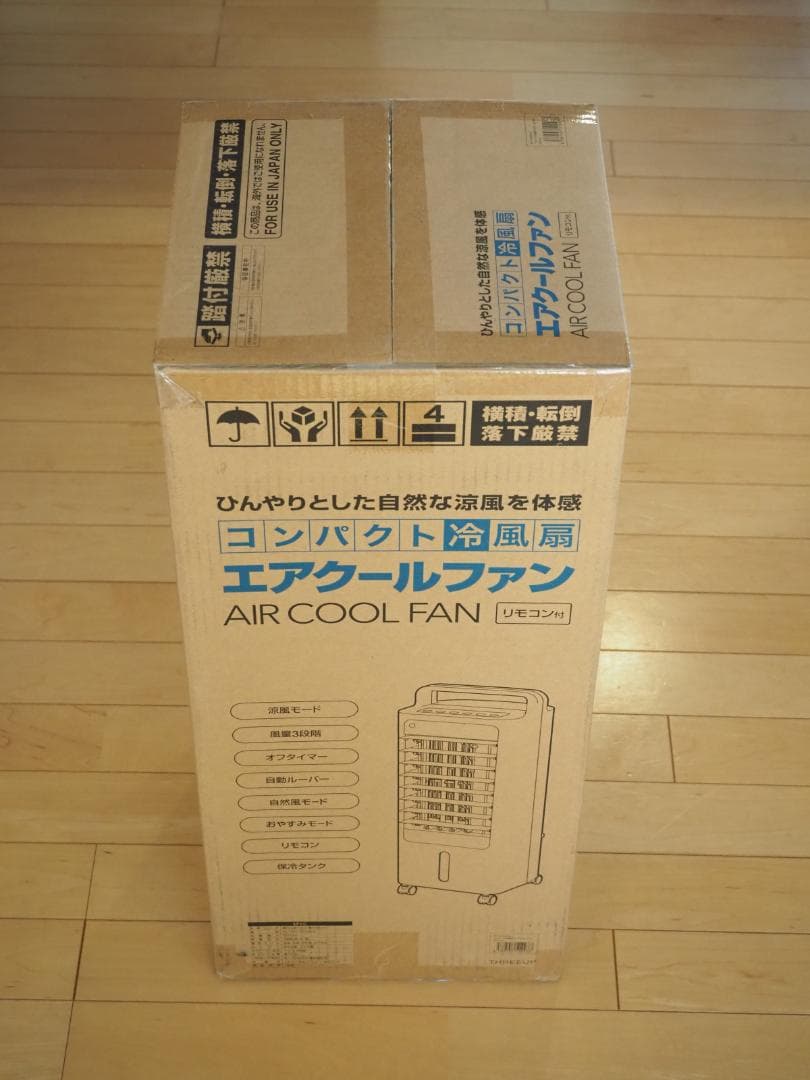 横積・転倒・落下厳禁
この商品は、海外ではご使用になれません。
FOR USE IN JAPAN ONLY
踏付厳禁
ひんやりとした自然な涼風を体感
コンパクト冷風扇
エアクールファン
AIR COOL FAN
リモコン付
4
横積・転倒
落下厳禁
ひんやりとした自然な涼風を体感
コンパクト冷風扇
エアクールファン
AIR COOL FAN リモコン付
涼風モード
風量3段階
オフタイマー
自動ルーバー
自然風モード
おやすみモード
リモコン
保冷タンク
THREEUP